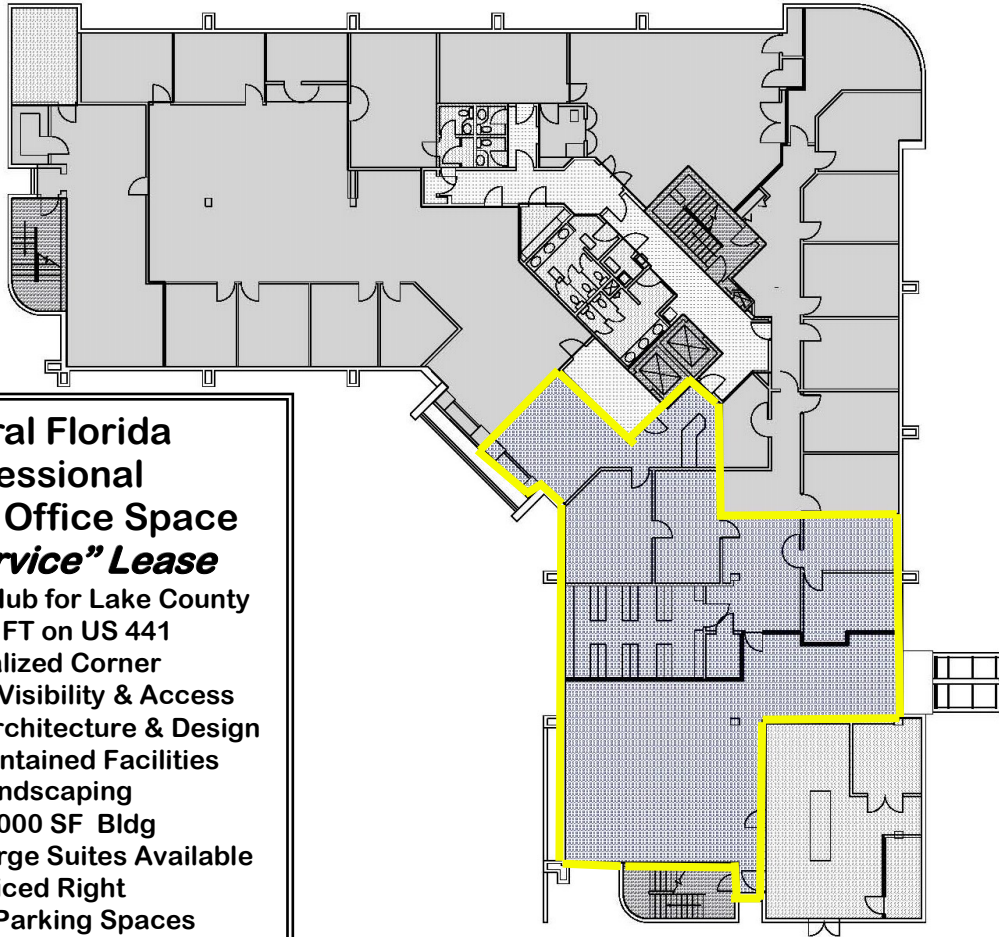 ral Florida
essional
Office Space
rvice” Lease
Hub for Lake County
FT on US 441
alized Corner
Visibility & Access
rchitecture & Design
ntained Facilities
ndscaping
000 SF Bldg
rge Suites Available
iced Right
Parking Spaces